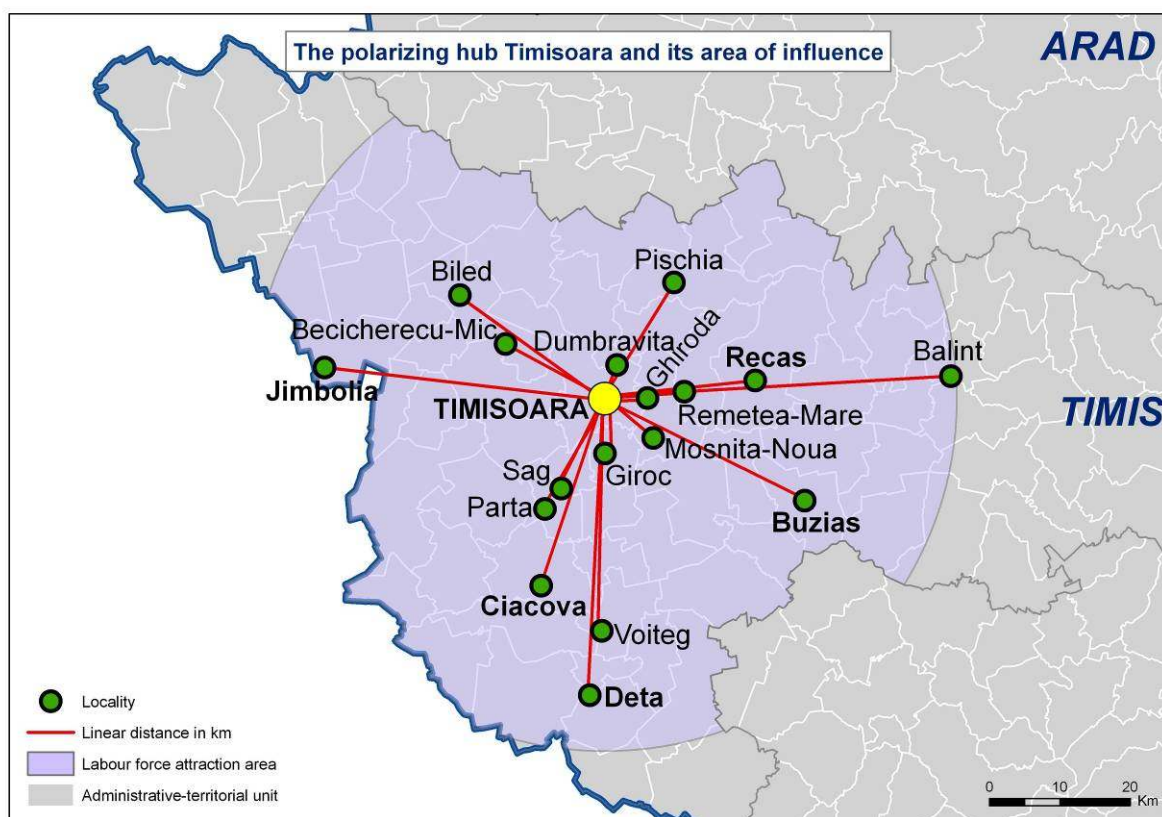 The polarizing hub Timisoara and its area of influence
ARAD
Biled
Pischia
Becicherecu-Mic
Dumbravita
Ghiroda
Recas
Balint
Jimbolia
TIMISOARA
Remetea-Mare
TIMIS
Mosnita-Noua
Sag
Giroc
Parta
Buzias
Ciacova
Voiteg
Deta
Locality
Linear distance in km
Labour force attraction area
Administrative-territorial unit
0 10 20
Km